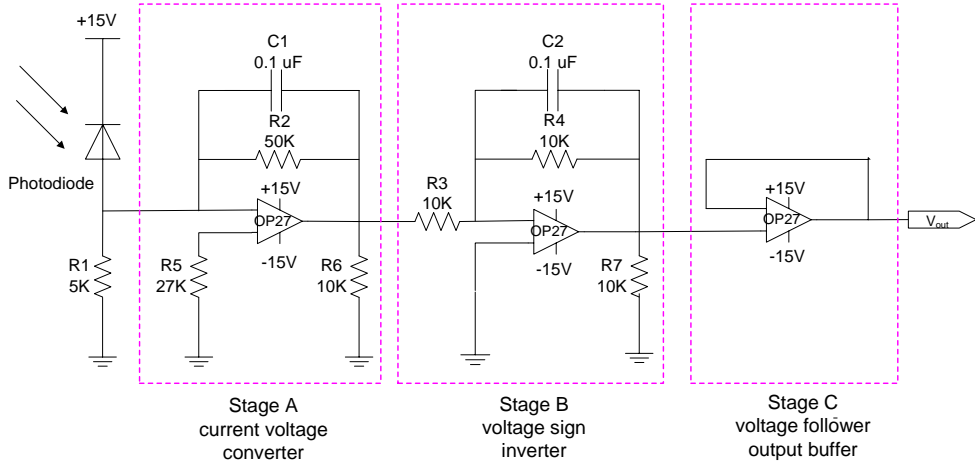 +15V
Photodiode
R1
5K
C1
0.1 uF
R2
50K
+15V
OP27
-15V
R5
27K
R6
10K
Stage A
current voltage
converter
R3
10K
C2
0.1 uF
R4
10K
+15V
OP27
-15V
R7
10K
Stage B
voltage sign
inverter
+15V
OP27
-15V
Vout
Stage C
voltage follower
output buffer